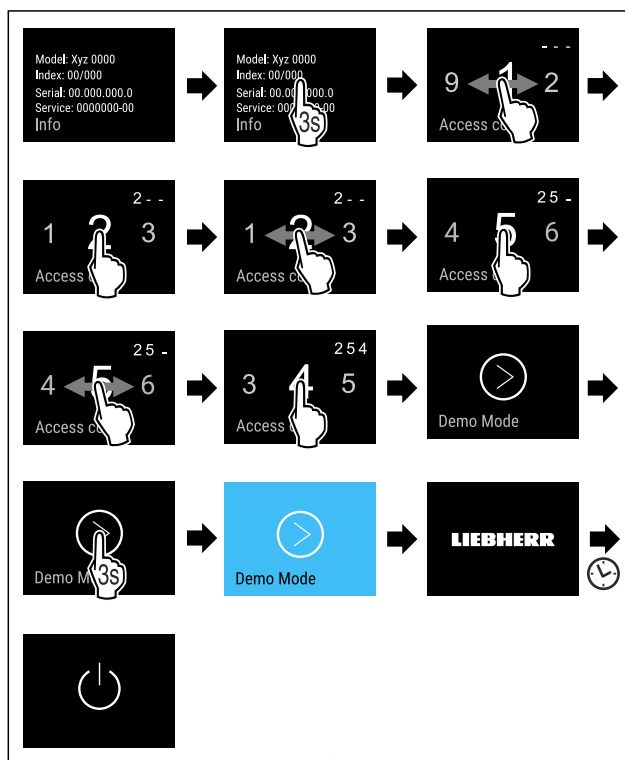 Model: Xyz 0000
Index: 00/000
Serial: 00.000.000.0
Service: 0000000-00
Info
Model: Xyz 0000
Index: 00/000
Serial: 00.0
Service: 00
Info
3s
- - -
9 1 2
Access
2 - -
1 2 3
Access
2 - -
1 2 3
Access
2 5 -
4 5 6
Access
2 5 -
4 5 6
Access
2 5 4
3 4 5
Access
Demo Mode
Demo
3s
Demo Mode
LIEBHERR